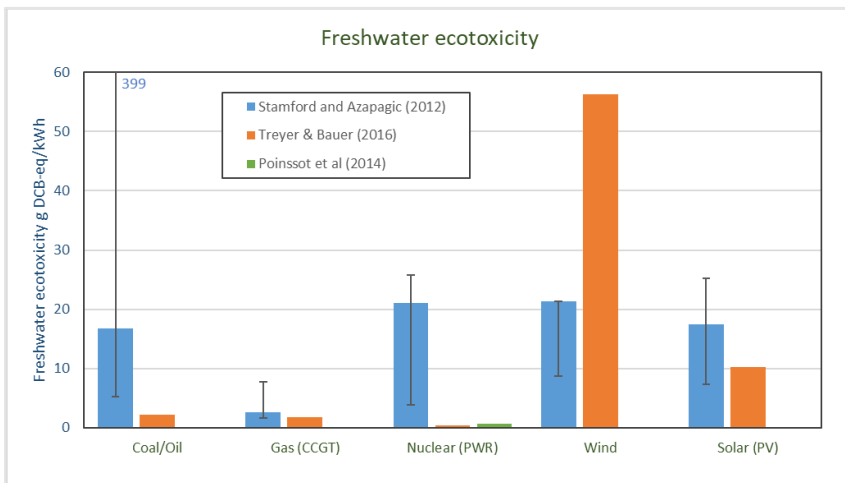 Freshwater ecotoxicity
Freshwater ecotoxicity g DCB-eq/kWh
60
50
40
30
20
10
0
399
Stamford and Azapagic (2012)
Treyer & Bauer (2016)
Poinssot et al (2014)
Coal/Oil Gas (CCGT) Nuclear (PWR) Wind Solar (PV)